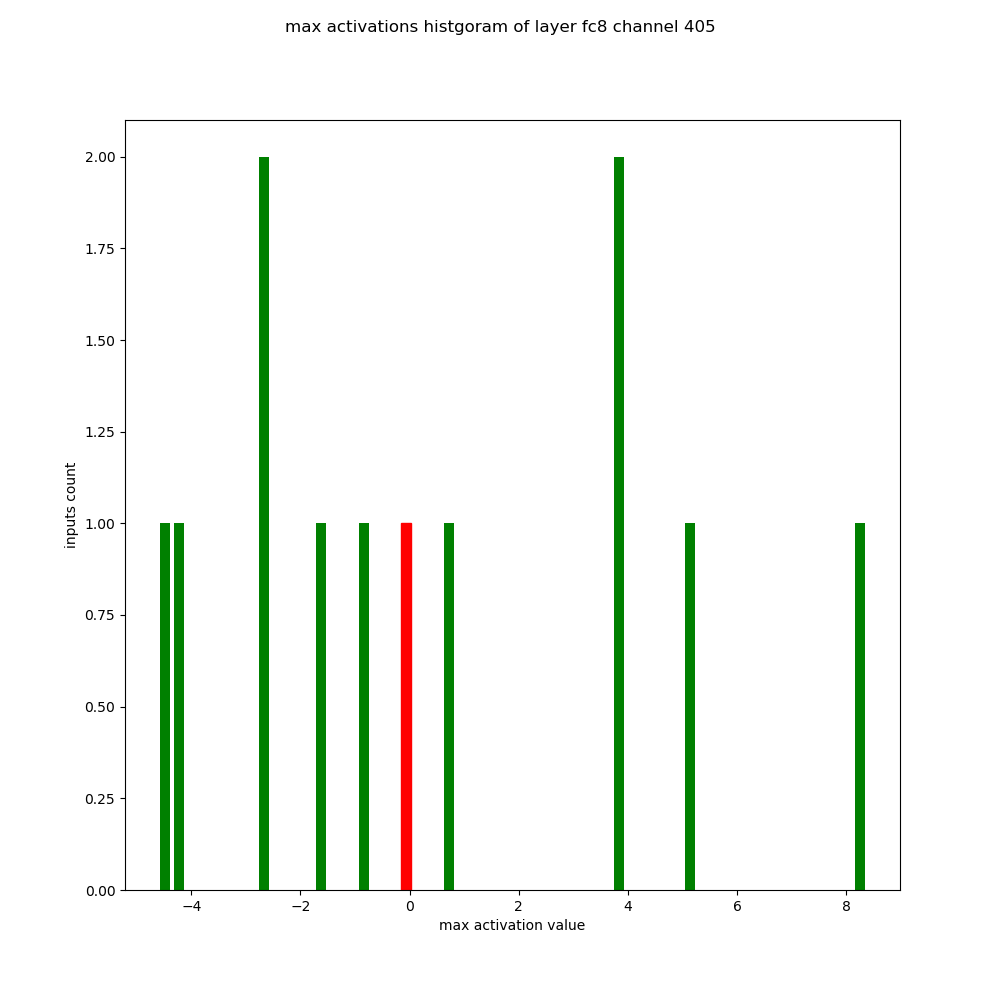 max activations histgoram of layer fc8 channel 405
2.00
1.75
1.50
1.25
1.00
0.75
0.50
0.25
0.00
inputs count
−4 −2 0 2 4 6 8
max activation value